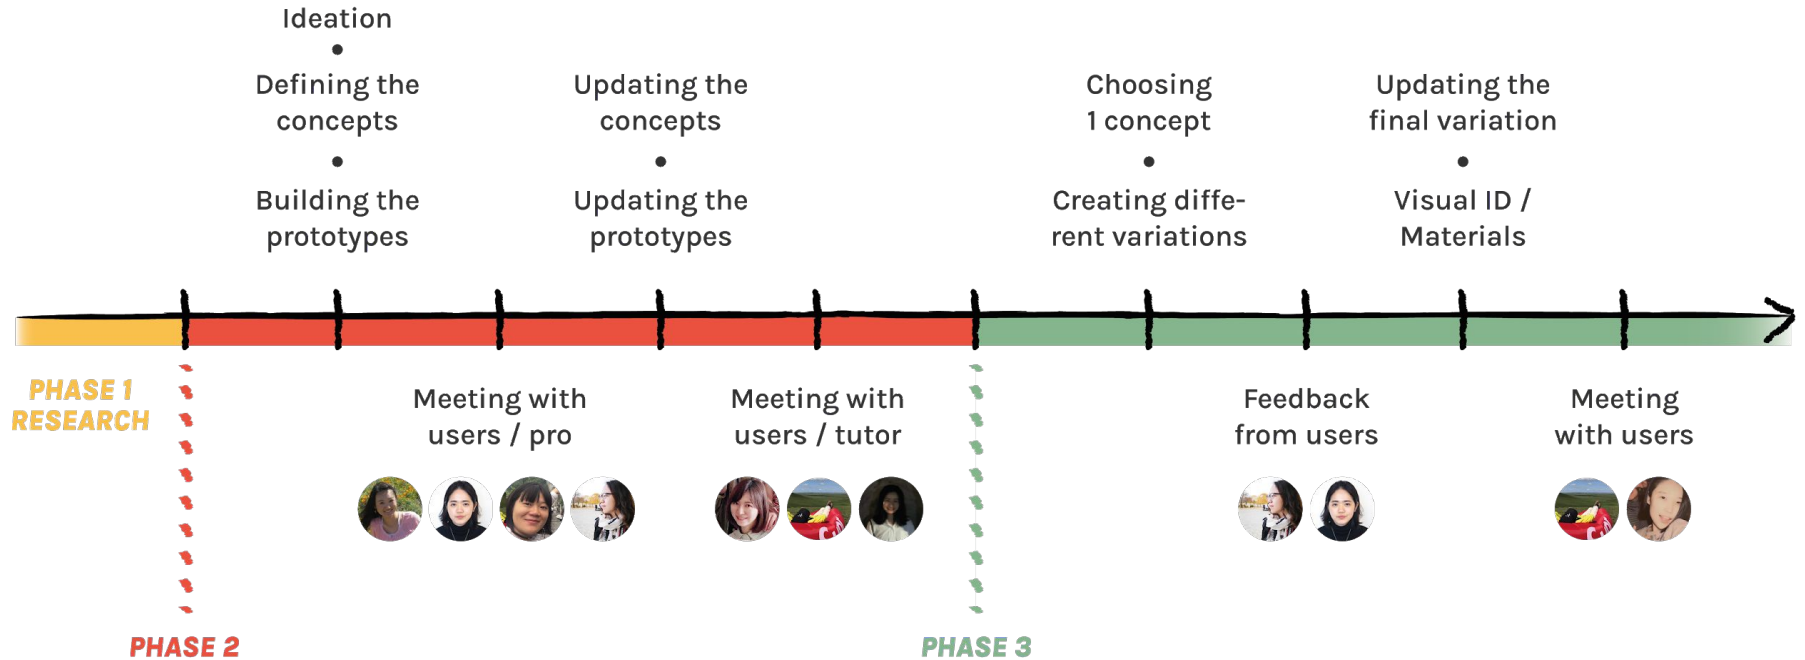 Ideation
Defining the
concepts
Building the
prototypes
Updating the
concepts
Updating the
prototypes
Choosing
1 concept
Creating diffe-
rent variations
Updating the
final variation
Visual ID /
Materials
PHASE 1
RESEARCH
Meeting with
users / pro
Meeting with
users / tutor
Feedback
from users
Meeting
with users
PHASE 2
PHASE 3